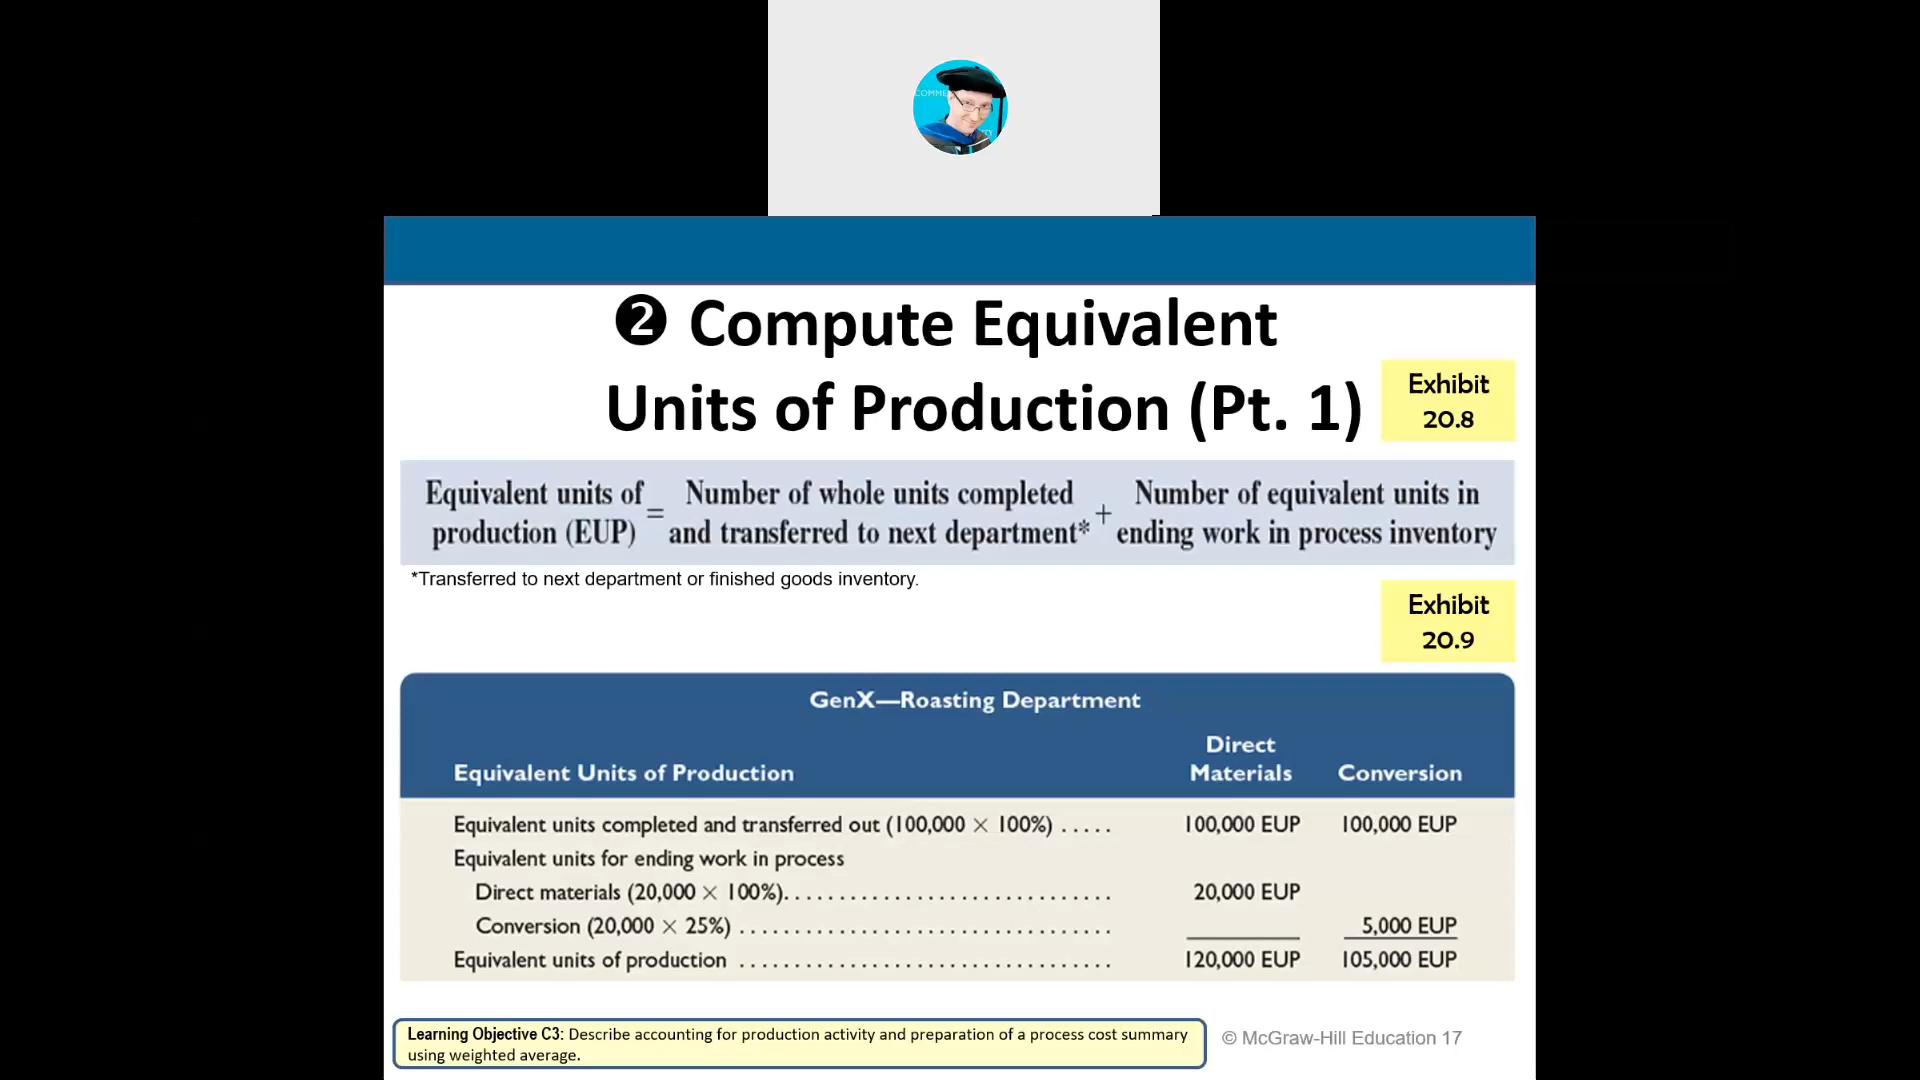 COMME
❷ Compute Equivalent
Units of Production (Pt. 1)
Exhibit
20.8
Equivalent units of production (EUP) = Number of whole units completed and transferred to next department* + Number of equivalent units in ending work in process inventory
*Transferred to next department or finished goods inventory.
Exhibit
20.9
GenX—Roasting Department
Direct
Equivalent Units of Production Materials Conversion
Equivalent units completed and transferred out (100,000 × 100%) ..... 100,000 EUP 100,000 EUP
Equivalent units for ending work in process
Direct materials (20,000 × 100%)................................. 20,000 EUP
Conversion (20,000 × 25%) .................................... 5,000 EUP
Equivalent units of production .................................... 120,000 EUP 105,000 EUP
Learning Objective C3: Describe accounting for production activity and preparation of a process cost summary
using weighted average.
© McGraw-Hill Education 17